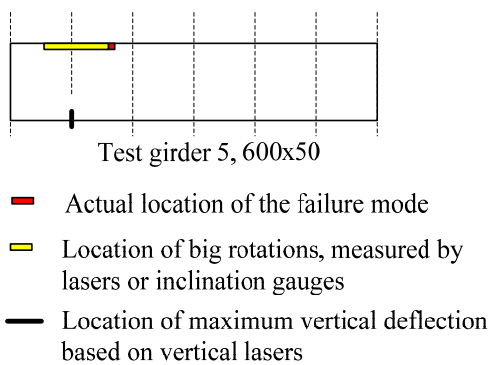 Test girder 5, 600x50
Actual location of the failure mode
Location of big rotations, measured by
lasers or inclination gauges
Location of maximum vertical deflection
based on vertical lasers